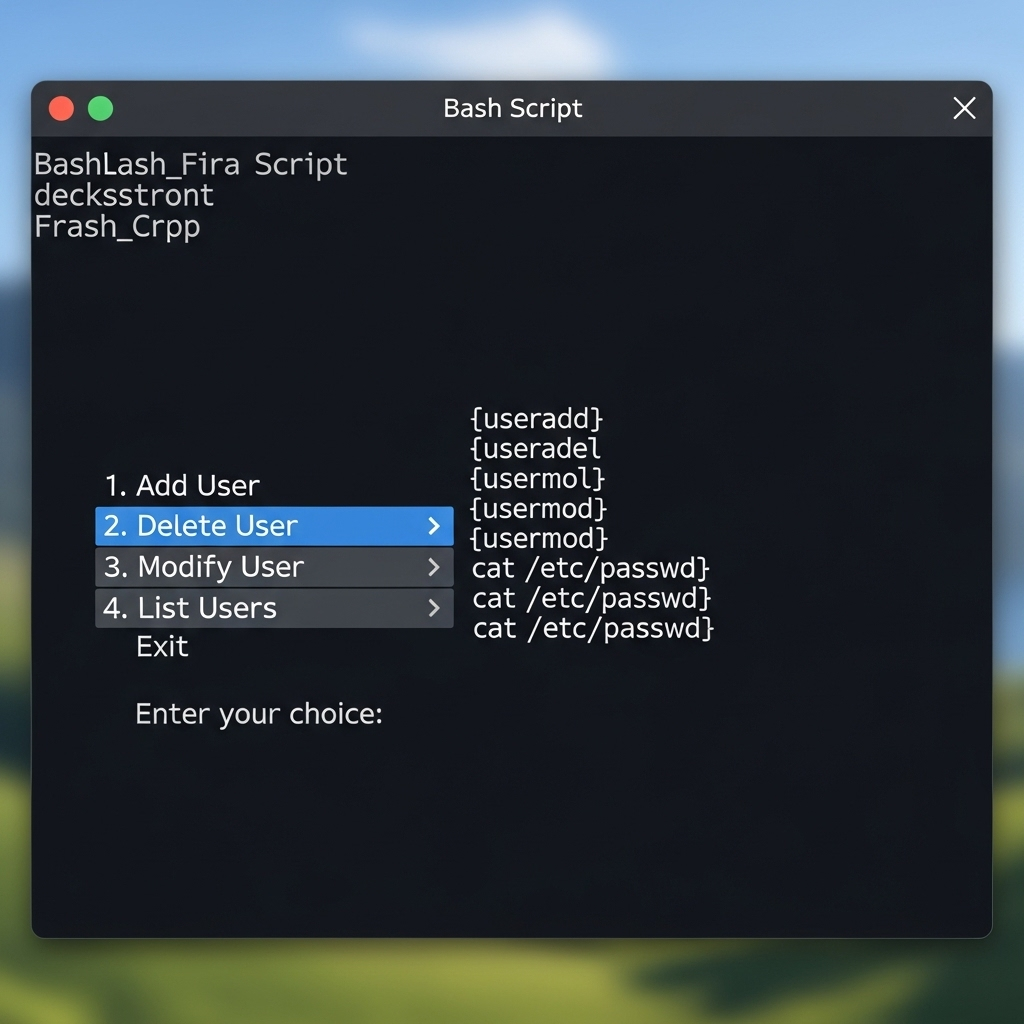 Bash Script
BashLash_Fira Script
decksstront
Frash_Crpp
1. Add User
2. Delete User
3. Modify User
4. List Users
Exit
Enter your choice:
{useradd}
{useradel
{usermol}
{usermod}
{usermod}
cat /etc/passwd}
cat /etc/passwd}
cat /etc/passwd}